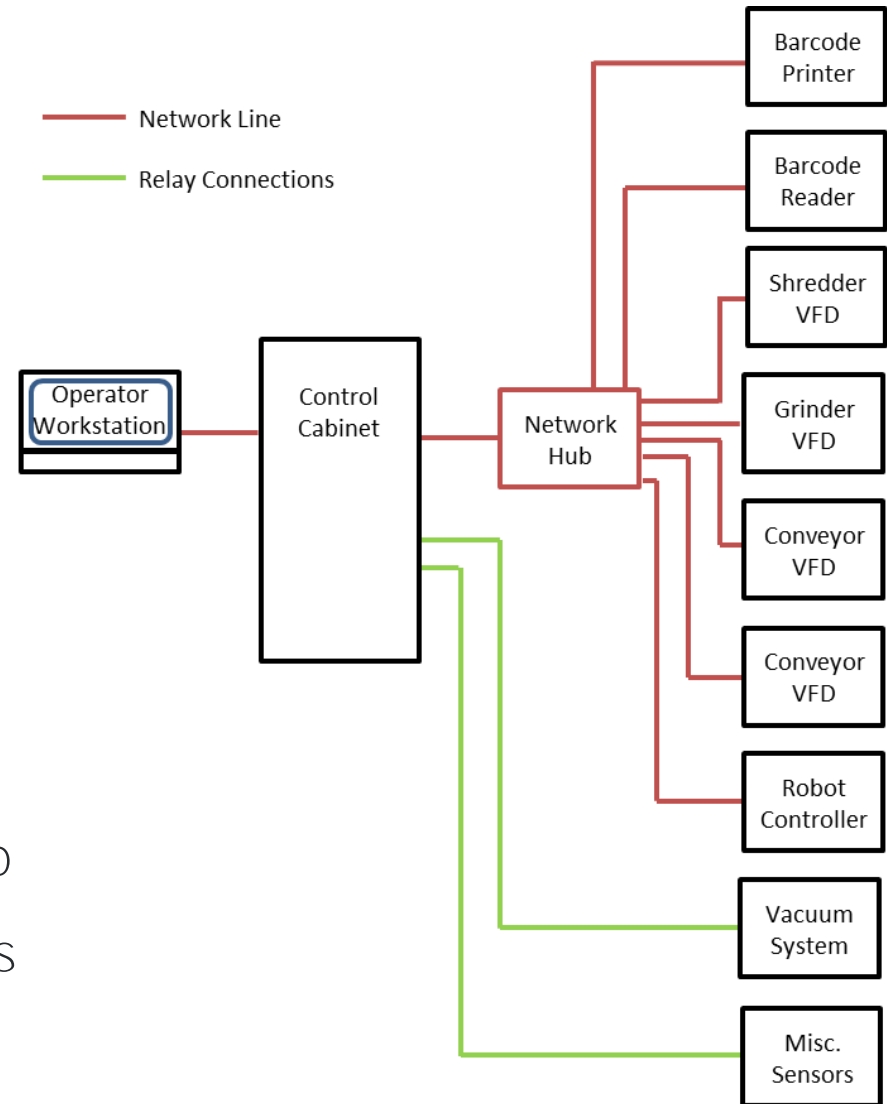 Network Line
Relay Connections
Operator
Workstation
Control
Cabinet
Network
Hub
Barcode
Printer
Barcode
Reader
Shredder
VFD
Grinder
VFD
Conveyor
VFD
Conveyor
VFD
Robot
Controller
Vacuum
System
Misc.
Sensors